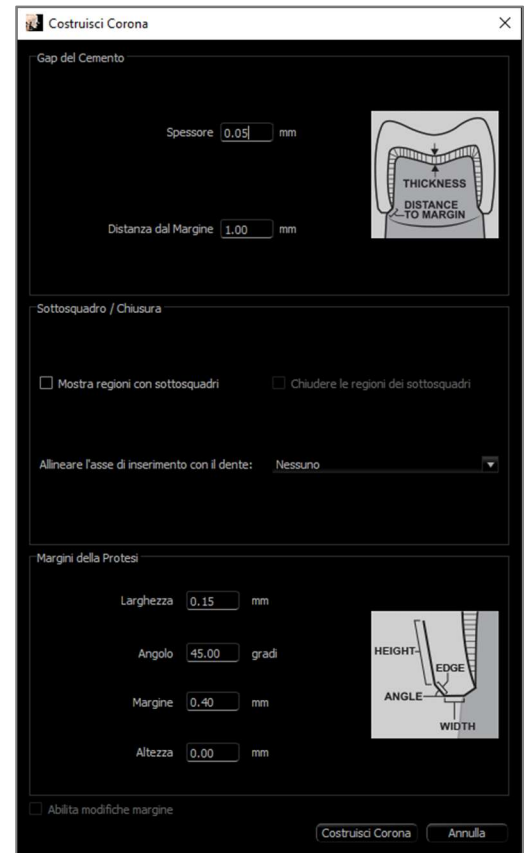 Costruisci Corona
Gap del Cemento
Spessore 0.05 mm
THICKNESS
DISTANCE
TO MARGIN
Distanza dal Margine 1.00 mm
Sottosquadro / Chiusura
Mostra regioni con sottosquadri Chiudere le regioni dei sottosquadri
Allineare l'asse di inserimento con il dente: Nessuno
Margini della Protesi
Larghezza 0.15 mm
Angolo 45.00 gradi
Margine 0.40 mm
Altezza 0.00 mm
HEIGHT
EDGE
ANGLE
WIDTH
Abilita modifiche margine
Costruisci Corona Annulla